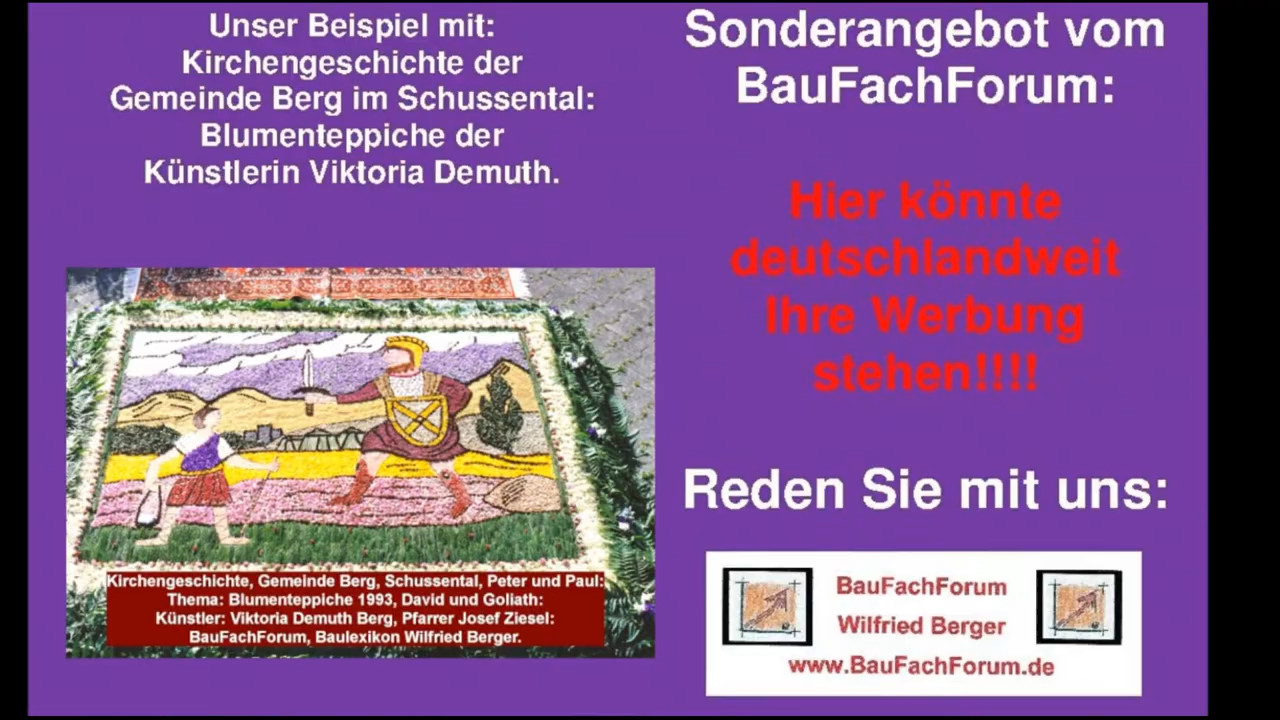 Unser Beispiel mit:
Kirchengeschichte der
Gemeinde Berg im Schussental:
Blumenteppiche der
Künstlerin Viktoria Demuth.
Kirchengeschichte, Gemeinde Berg, Schussental, Peter und Paul:
Thema: Blumenteppiche 1993, David und Goliath:
Künstler: Viktoria Demuth Berg, Pfarrer Josef Ziesel:
BauFachForum, Baulexikon Wilfried Berger.
Sonderangebot vom
BauFachForum:
Hier könnte
deutschlandweit
Ihre Werbung
stehen!!!!
Reden Sie mit uns:
BauFachForum
Wilfried Berger
www.BauFachForum.de